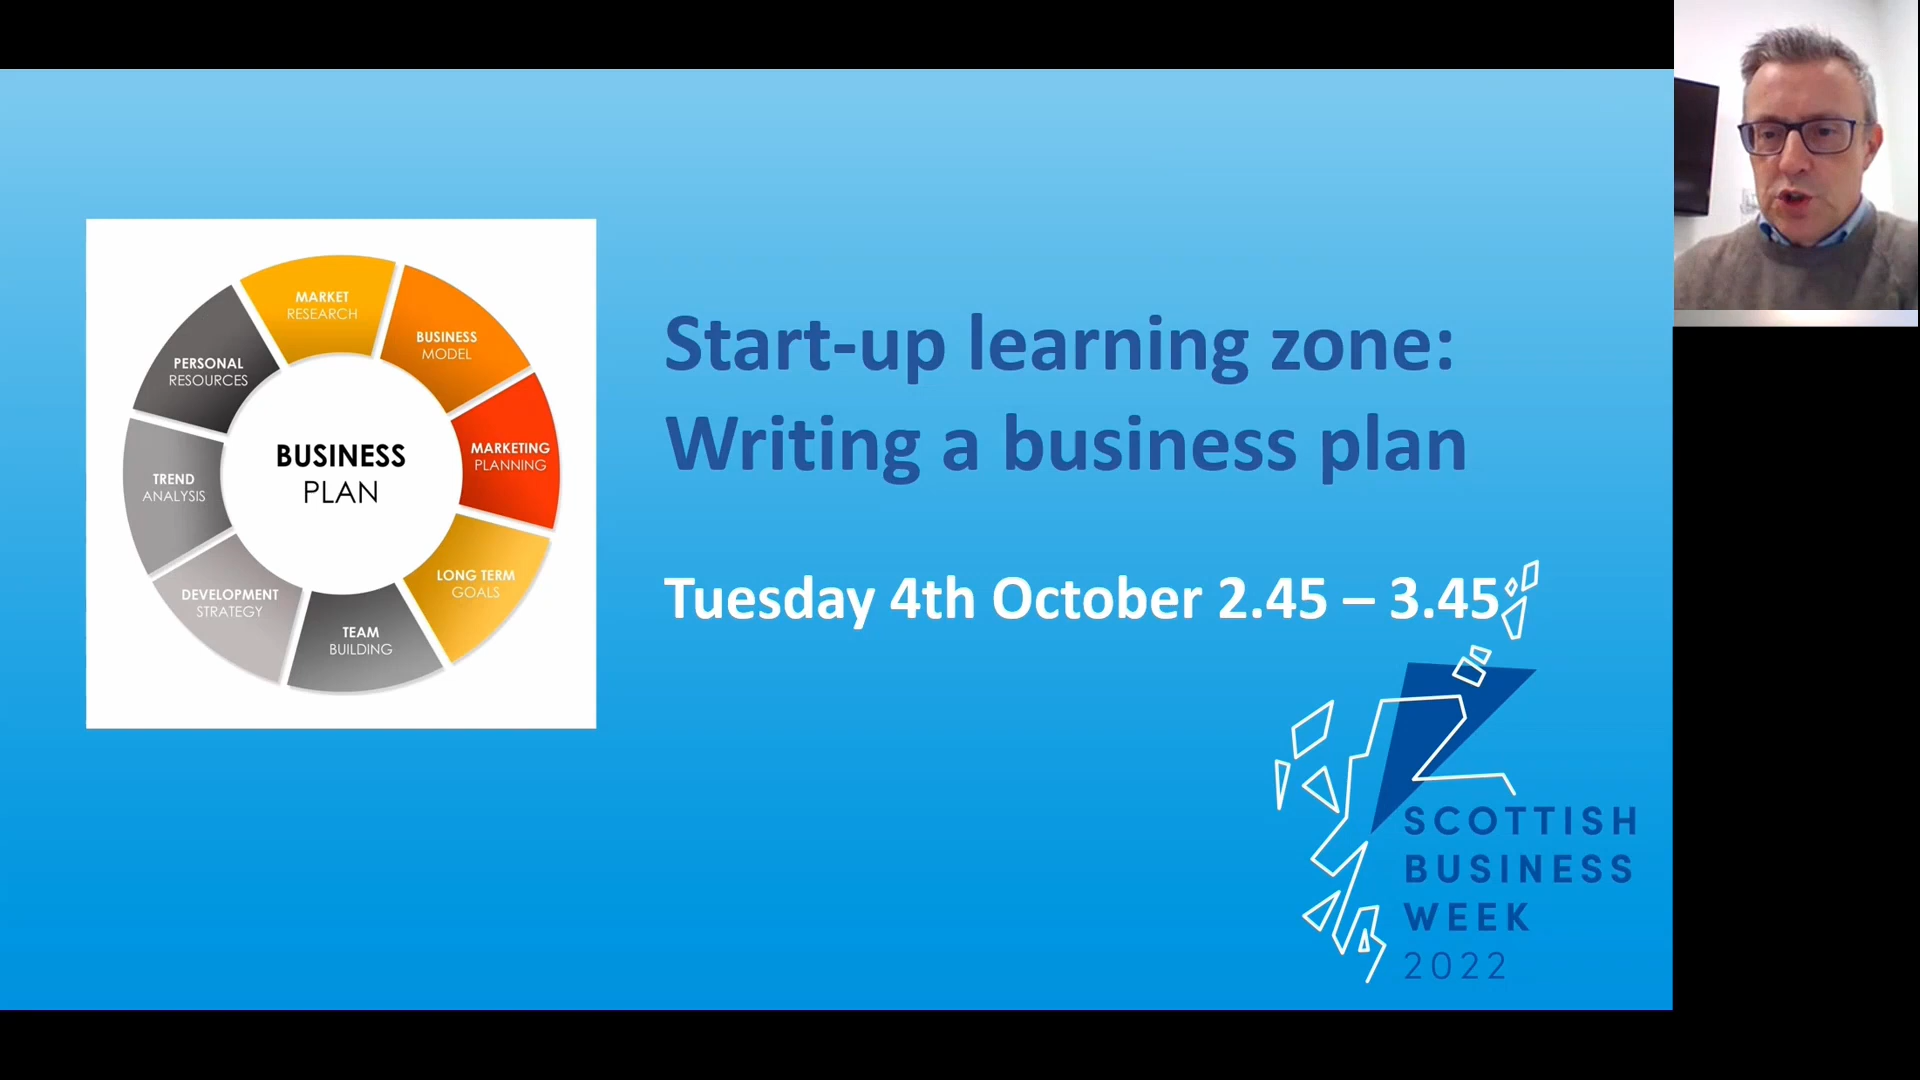 MARKET
RESEARCH
BUSINESS
MODEL
MARKETING
PLANNING
LONG TERM
GOALS
TEAM
BUILDING
DEVELOPMENT
STRATEGY
TREND
ANALYSIS
PERSONAL
RESOURCES
BUSINESS
PLAN
Start-up learning zone:
Writing a business plan
Tuesday 4th October 2.45 – 3.45
SCOTTISH
BUSINESS
WEEK
2022